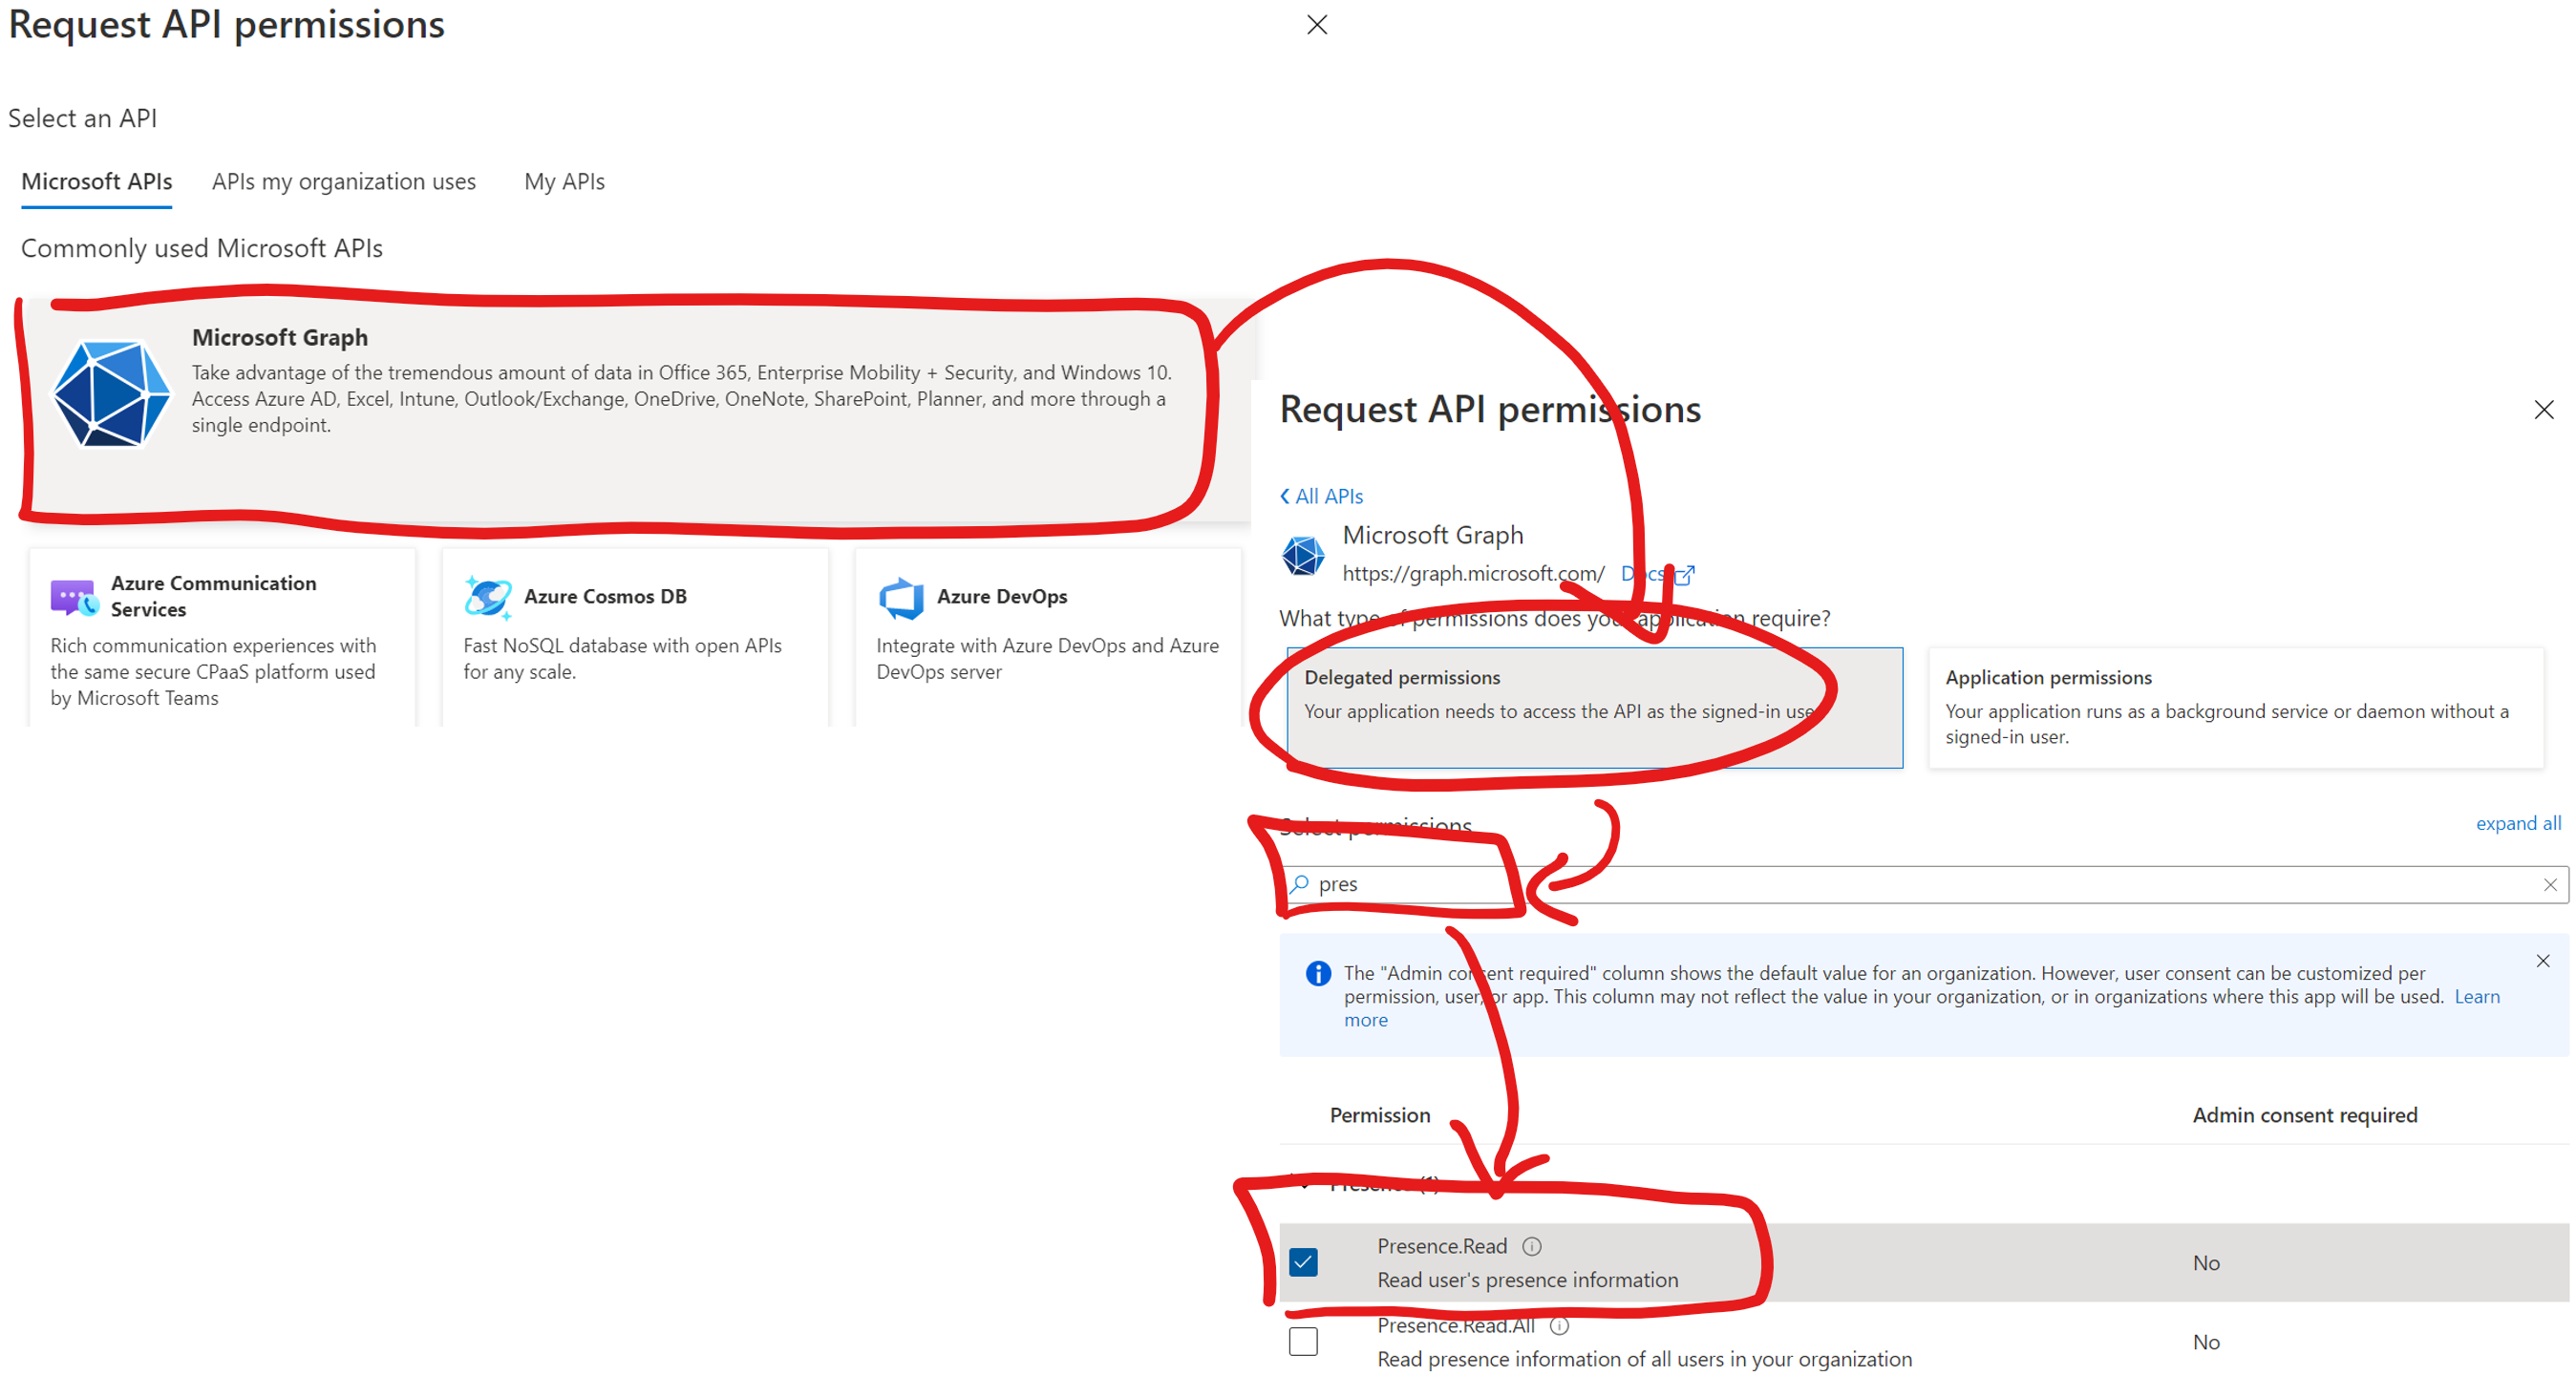 Request API permissions
Select an API
Microsoft APIs
APIs my organization uses
My APIs
Commonly used Microsoft APIs
Microsoft Graph
Take advantage of the tremendous amount of data in Office 365, Enterprise Mobility + Security, and Windows 10.
Access Azure AD, Excel, Intune, Outlook/Exchange, OneDrive, OneNote, SharePoint, Planner, and more through a
single endpoint.
Azure Communication
Services
Rich communication experiences with
the same secure CPaaS platform used
by Microsoft Teams
Azure Cosmos DB
Fast NoSQL database with open APIs
for any scale.
Azure DevOps
Integrate with Azure DevOps and Azure
DevOps server
Request API permissions
All APIs
Microsoft Graph
https://graph.microsoft.com/ Docs
What type of permissions does your application require?
Delegated permissions
Your application needs to access the API as the signed-in user
Application permissions
Your application runs as a background service or daemon without a
signed-in user.
Select permissions
expand all
pres
The "Admin consent required" column shows the default value for an organization. However, user consent can be customized per
permission, user, or app. This column may not reflect the value in your organization, or in organizations where this app will be used. Learn
more
Permission
Admin consent required
Presence (1)
Presence.Read
Read user's presence information
No
Presence.Read.All
Read presence information of all users in your organization
No